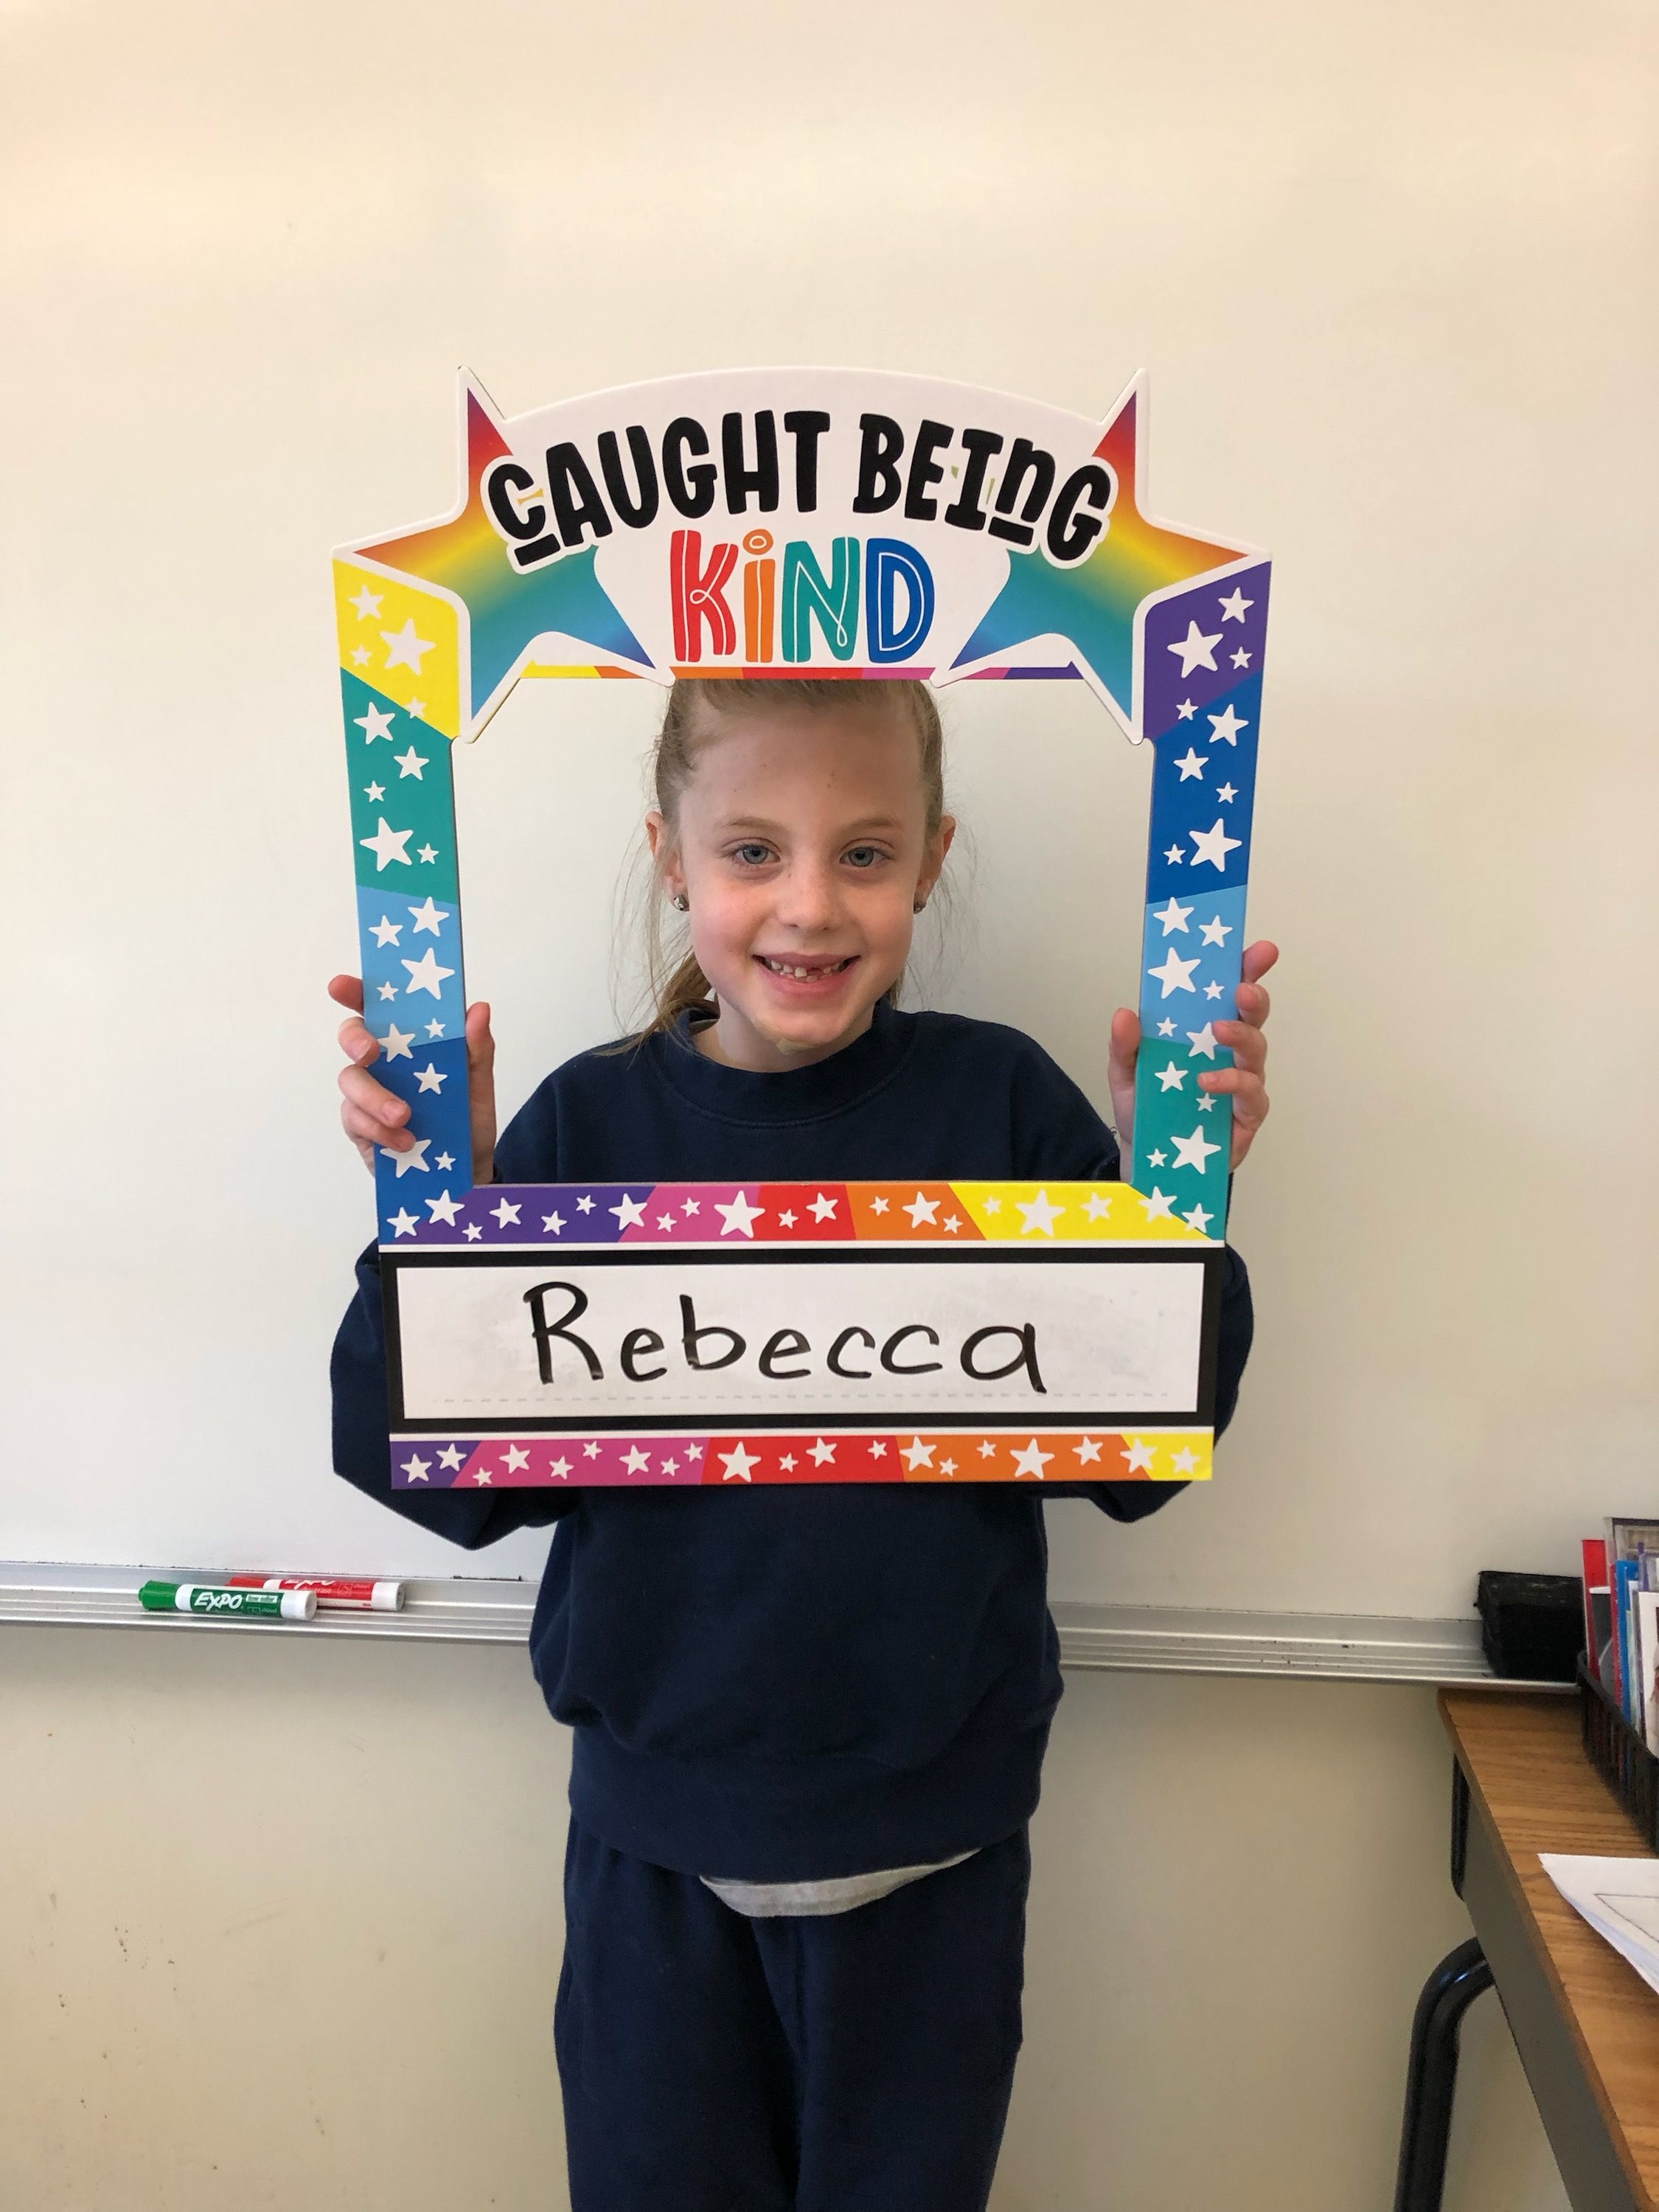 CAUGHT BEING
KiND
Rebecca
EXPO